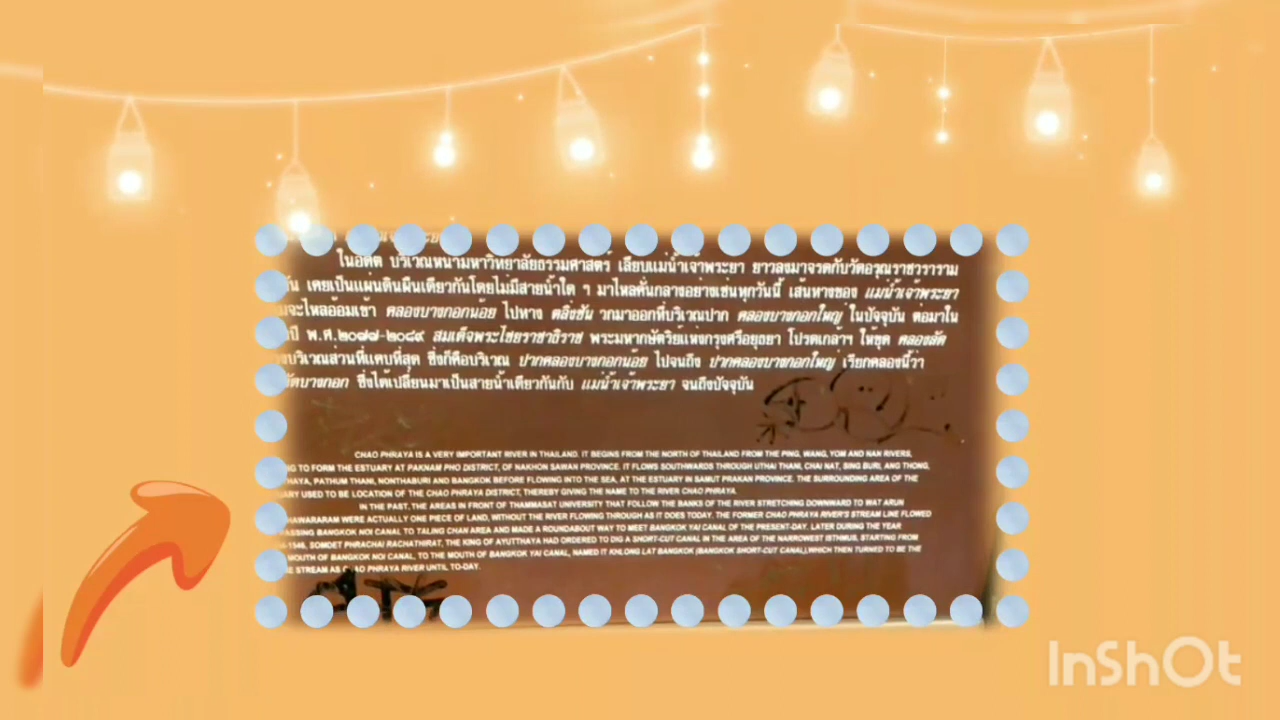 ในอดีต บริเวณหน้ามหาวิทยาลัยธรรมศาสตร์ เลียบแม่น้ำเจ้าพระยา ยาวลงมาจรดกับวัดอรุณราชวราราม
เคยเป็นแผ่นดินผืนเดียวกันโดยไม่มีสายน้ำใด ๆ มาไหลคั่นกลางอย่างเช่นทุกวันนี้ เส้นทางของ แม่น้ำเจ้าพระยา
จะไหลอ้อมเข้า คลองบางกอกน้อย ไปทาง ตลิ่งชัน วกมาออกที่บริเวณปาก คลองบางกอกใหญ่ ในปัจจุบัน ต่อมาใน
ปี พ.ศ.๒๐๗๗-๒๐๘๙ สมเด็จพระไชยราชาธิราช พระมหากษัตริย์แห่งกรุงศรีอยุธยา โปรดเกล้าฯ ให้ขุด คลองลัด
บริเวณส่วนที่แคบที่สุด ซึ่งก็คือบริเวณ ปากคลองบางกอกน้อย ไปจนถึง ปากคลองบางกอกใหญ่ เรียกคลองนี้ว่า
ลัดบางกอก ซึ่งได้เปลี่ยนมาเป็นสายน้ำเดียวกันกับ แม่น้ำเจ้าพระยา จนถึงปัจจุบัน
CHAO PHRAYA IS A VERY IMPORTANT RIVER IN THAILAND. IT BEGINS FROM THE NORTH OF THAILAND FROM THE PING, WANG, YOM AND NAN RIVERS,
TO FORM THE ESTUARY AT PAKNAM PHO DISTRICT, OF NAKHON SAWAN PROVINCE. IT FLOWS SOUTHWARDS THROUGH UTHAI THANI, CHAI NAT, SING BURI, ANG THONG,
PATHUM THANI, NONTHABURI AND BANGKOK BEFORE FLOWING INTO THE SEA, AT THE ESTUARY IN SAMUT PRAKAN PROVINCE. THE SURROUNDING AREA OF THE
USED TO BE LOCATION OF THE CHAO PHRAYA DISTRICT, THEREBY GIVING THE NAME TO THE RIVER CHAO PHRAYA.
IN THE PAST, THE AREAS IN FRONT OF THAMMASAT UNIVERSITY THAT FOLLOW THE BANKS OF THE RIVER STRETCHING DOWNWARD TO WAT ARUN
WERE ACTUALLY ONE PIECE OF LAND, WITHOUT THE RIVER FLOWING THROUGH AS IT DOES TODAY. THE FORMER CHAO PHRAYA RIVER'S STREAM LINE FLOWED
PASSING BANGKOK NOI CANAL TO TALING CHAN AREA AND MADE A ROUNDABOUT WAY TO MEET BANGKOK YAI CANAL OF THE PRESENT-DAY. LATER DURING THE YEAR
-1546, SOMDET PHRACHAI RACHATHIRAT, THE KING OF AYUTTHAYA HAD ORDERED TO DIG A SHORT-CUT CANAL IN THE AREA OF THE NARROWEST ISTHMUS, STARTING
MOUTH OF BANGKOK NOI CANAL, TO THE MOUTH OF BANGKOK YAI CANAL, NAMED IT KHLONG LAT BANGKOK (BANGKOK SHORT-CUT CANAL),WHICH THEN TURNED TO BE THE
STREAM AS CHAO PHRAYA RIVER UNTIL TO-DAY.
InShOt